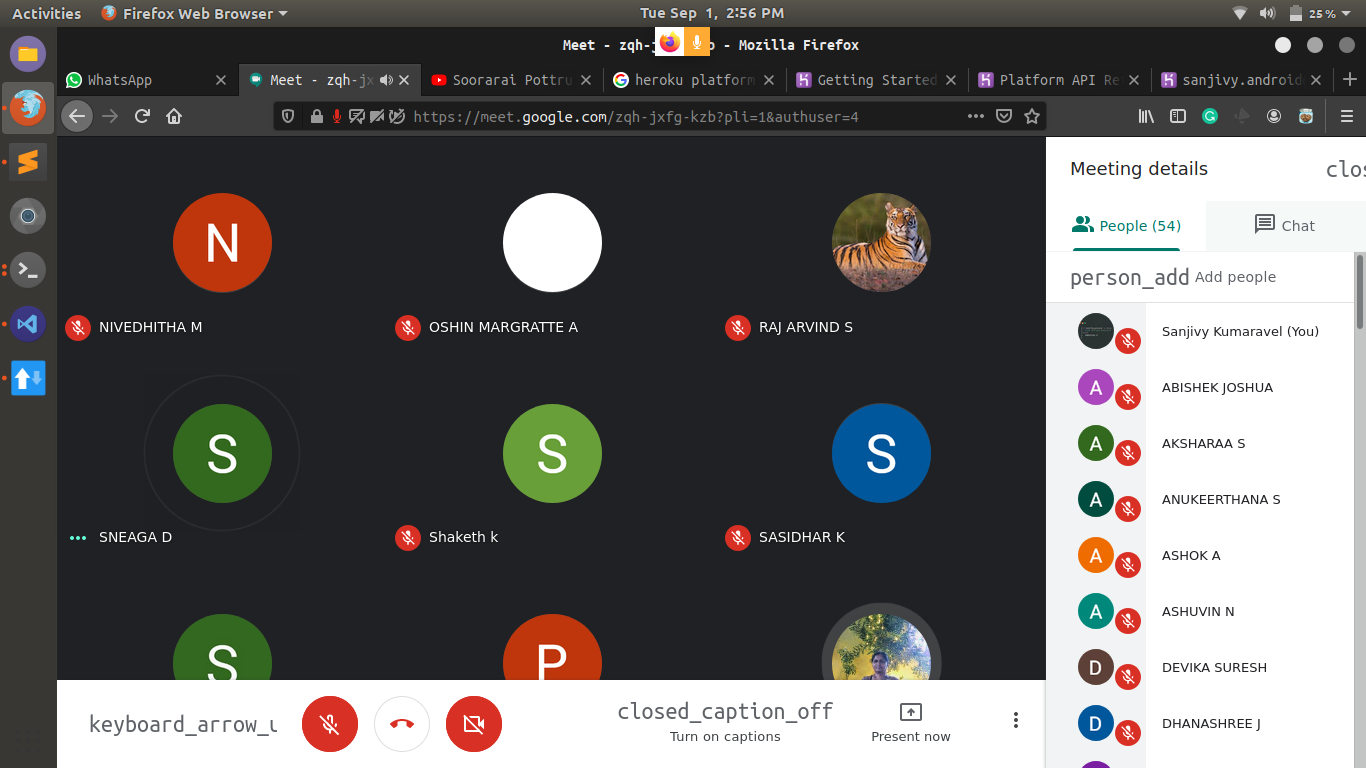 Activities Firefox Web Browser Tue Sep 1, 2:56 PM 25 %
Meet - zqh-j - Mozilla Firefox
WhatsApp Meet - zqh-jx Soorarai Pottru heroku platform Getting Started Platform API Re sanjivy.android
https://meet.google.com/zqh-jxfg-kzb?pli=1&authuser=4
Meeting details clos
People (54) Chat
person_add Add people
N
NIVEDHITHA M OSHIN MARGRATTE A RAJ ARVIND S
S S S
SNEAGA D Shaketh k SASIDHAR K
S P
Sanjivy Kumaravel (You)
A ABISHEK JOSHUA
A AKSHARAA S
A ANUKEERTHANA S
A ASHOK A
A ASHUVIN N
D DEVIKA SURESH
D DHANASHREE J
keyboard_arrow_u closed_caption_off
Turn on captions Present now